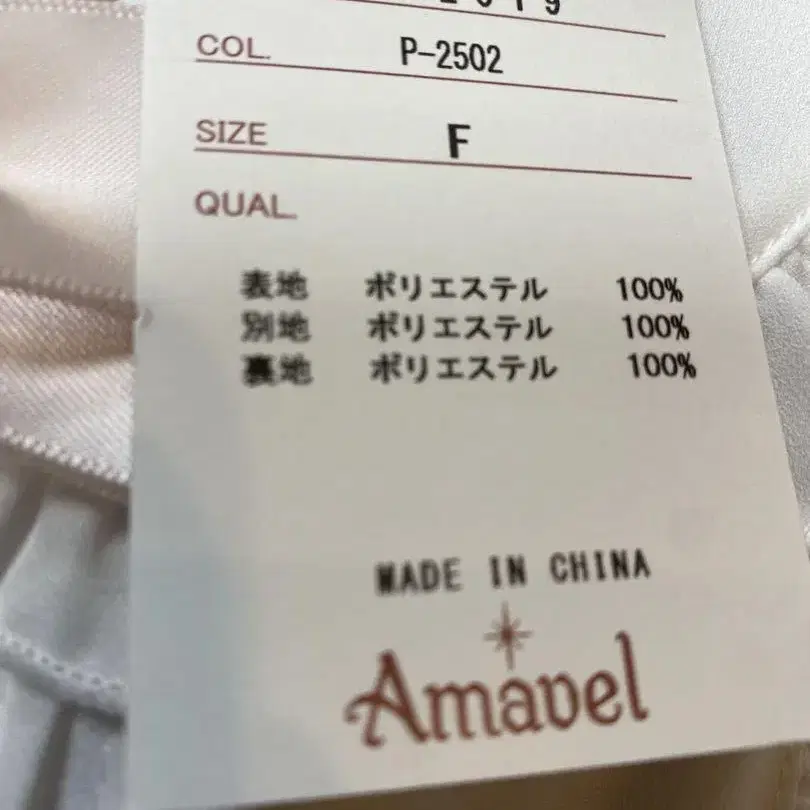 COL. P-2502
SIZE F
QUAL.
表地 ポリエステル 100%
別地 ポリエステル 100%
裏地 ポリエステル 100%
MADE IN CHINA
Amavel